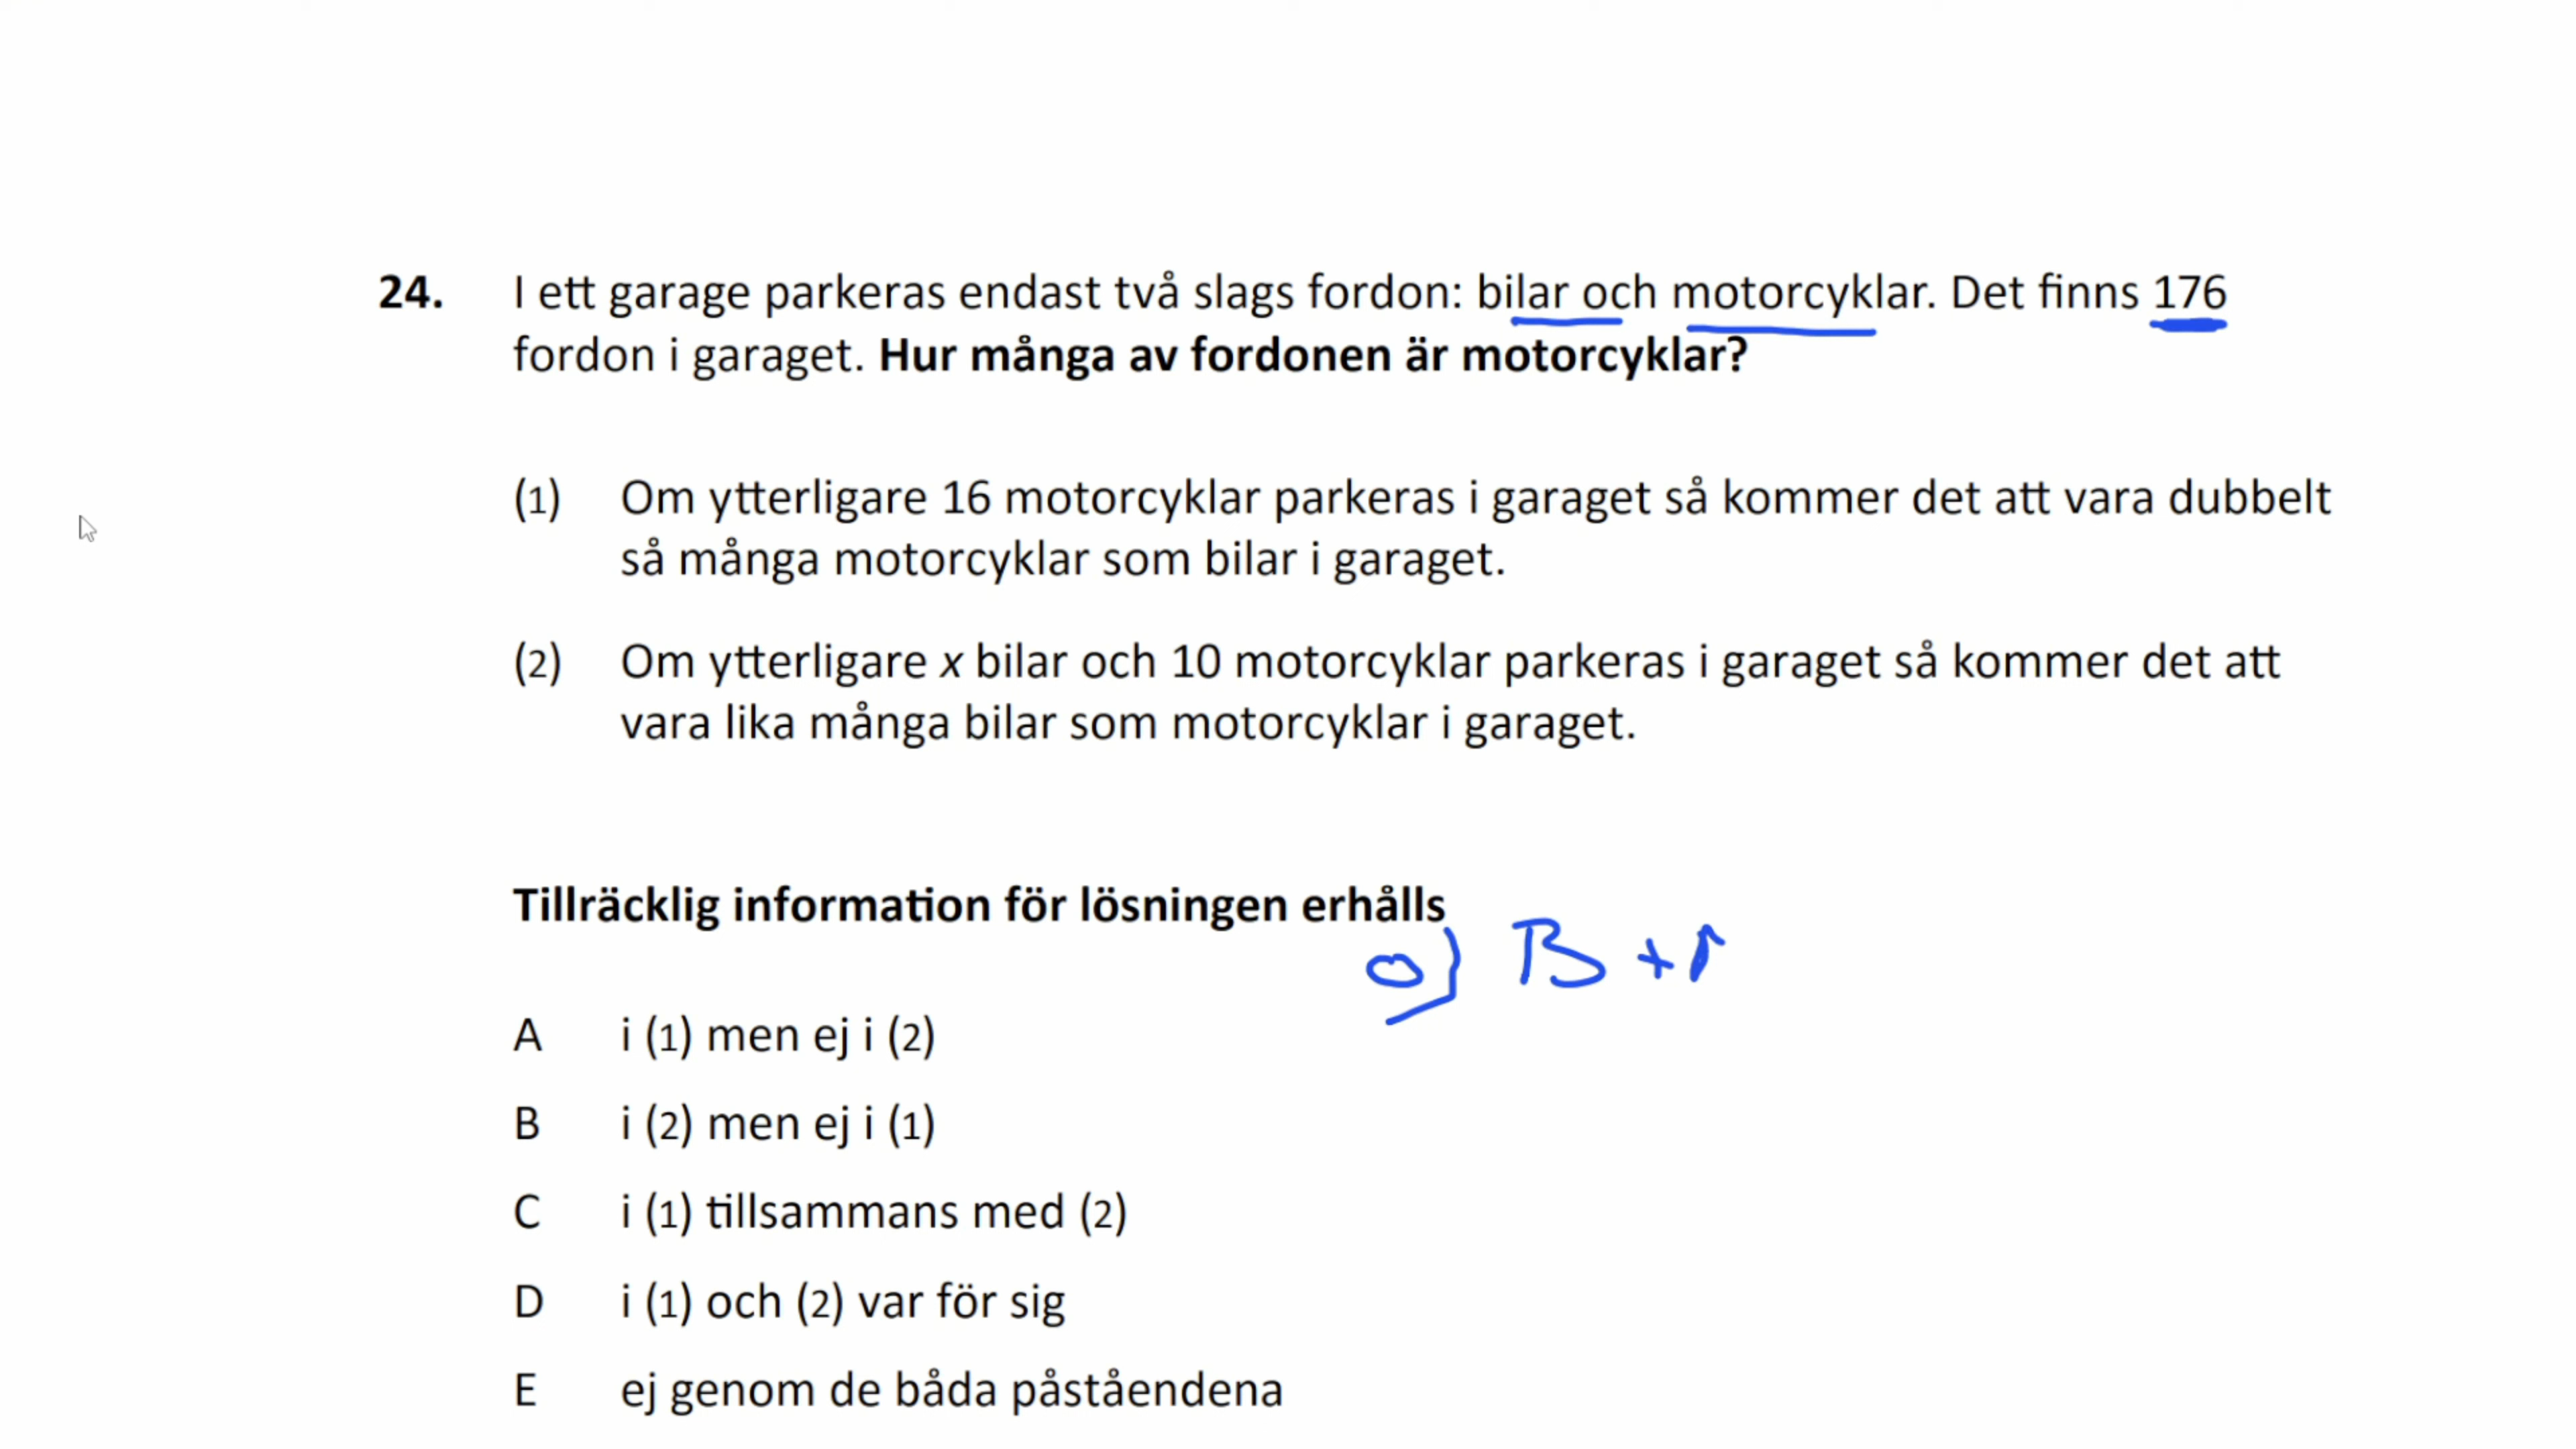 24. I ett garage parkeras endast två slags fordon: bilar och motorcyklar. Det finns 176
fordon i garaget. Hur många av fordonen är motorcyklar?
(1) Om ytterligare 16 motorcyklar parkeras i garaget så kommer det att vara dubbelt
så många motorcyklar som bilar i garaget.
(2) Om ytterligare x bilar och 10 motorcyklar parkeras i garaget så kommer det att
vara lika många bilar som motorcyklar i garaget.
Tillräcklig information för lösningen erhålls
0) B +
A i (1) men ej i (2)
B i (2) men ej i (1)
C i (1) tillsammans med (2)
D i (1) och (2) var för sig
E ej genom de båda påståendena